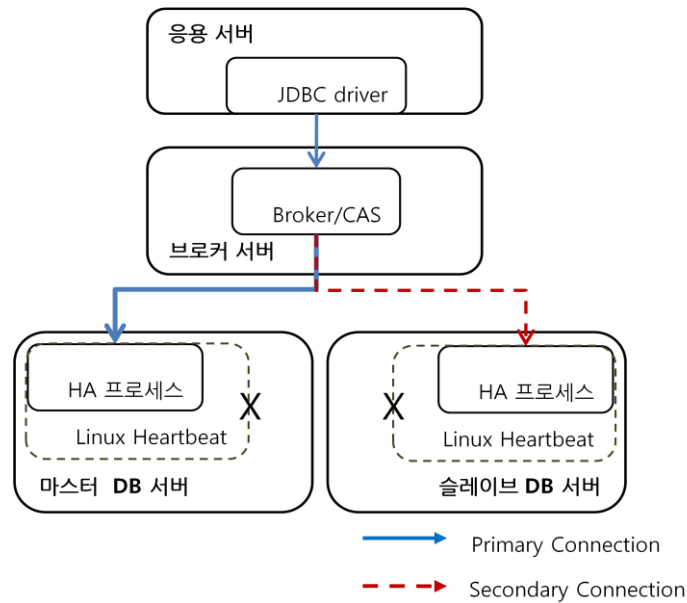 응용 서버
JDBC driver
Broker/CAS
브로커 서버
HA 프로세스
X
Linux Heartbeat
마스터 DB 서버
HA 프로세스
X
Linux Heartbeat
슬레이브 DB 서버
Primary Connection
Secondary Connection